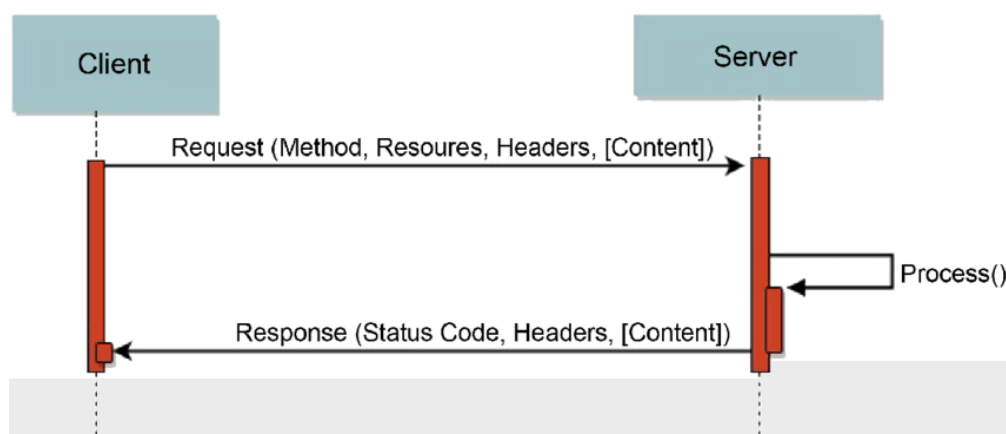 Client
Server
Request (Method, Resoures, Headers, [Content])
Process()
Response (Status Code, Headers, [Content])